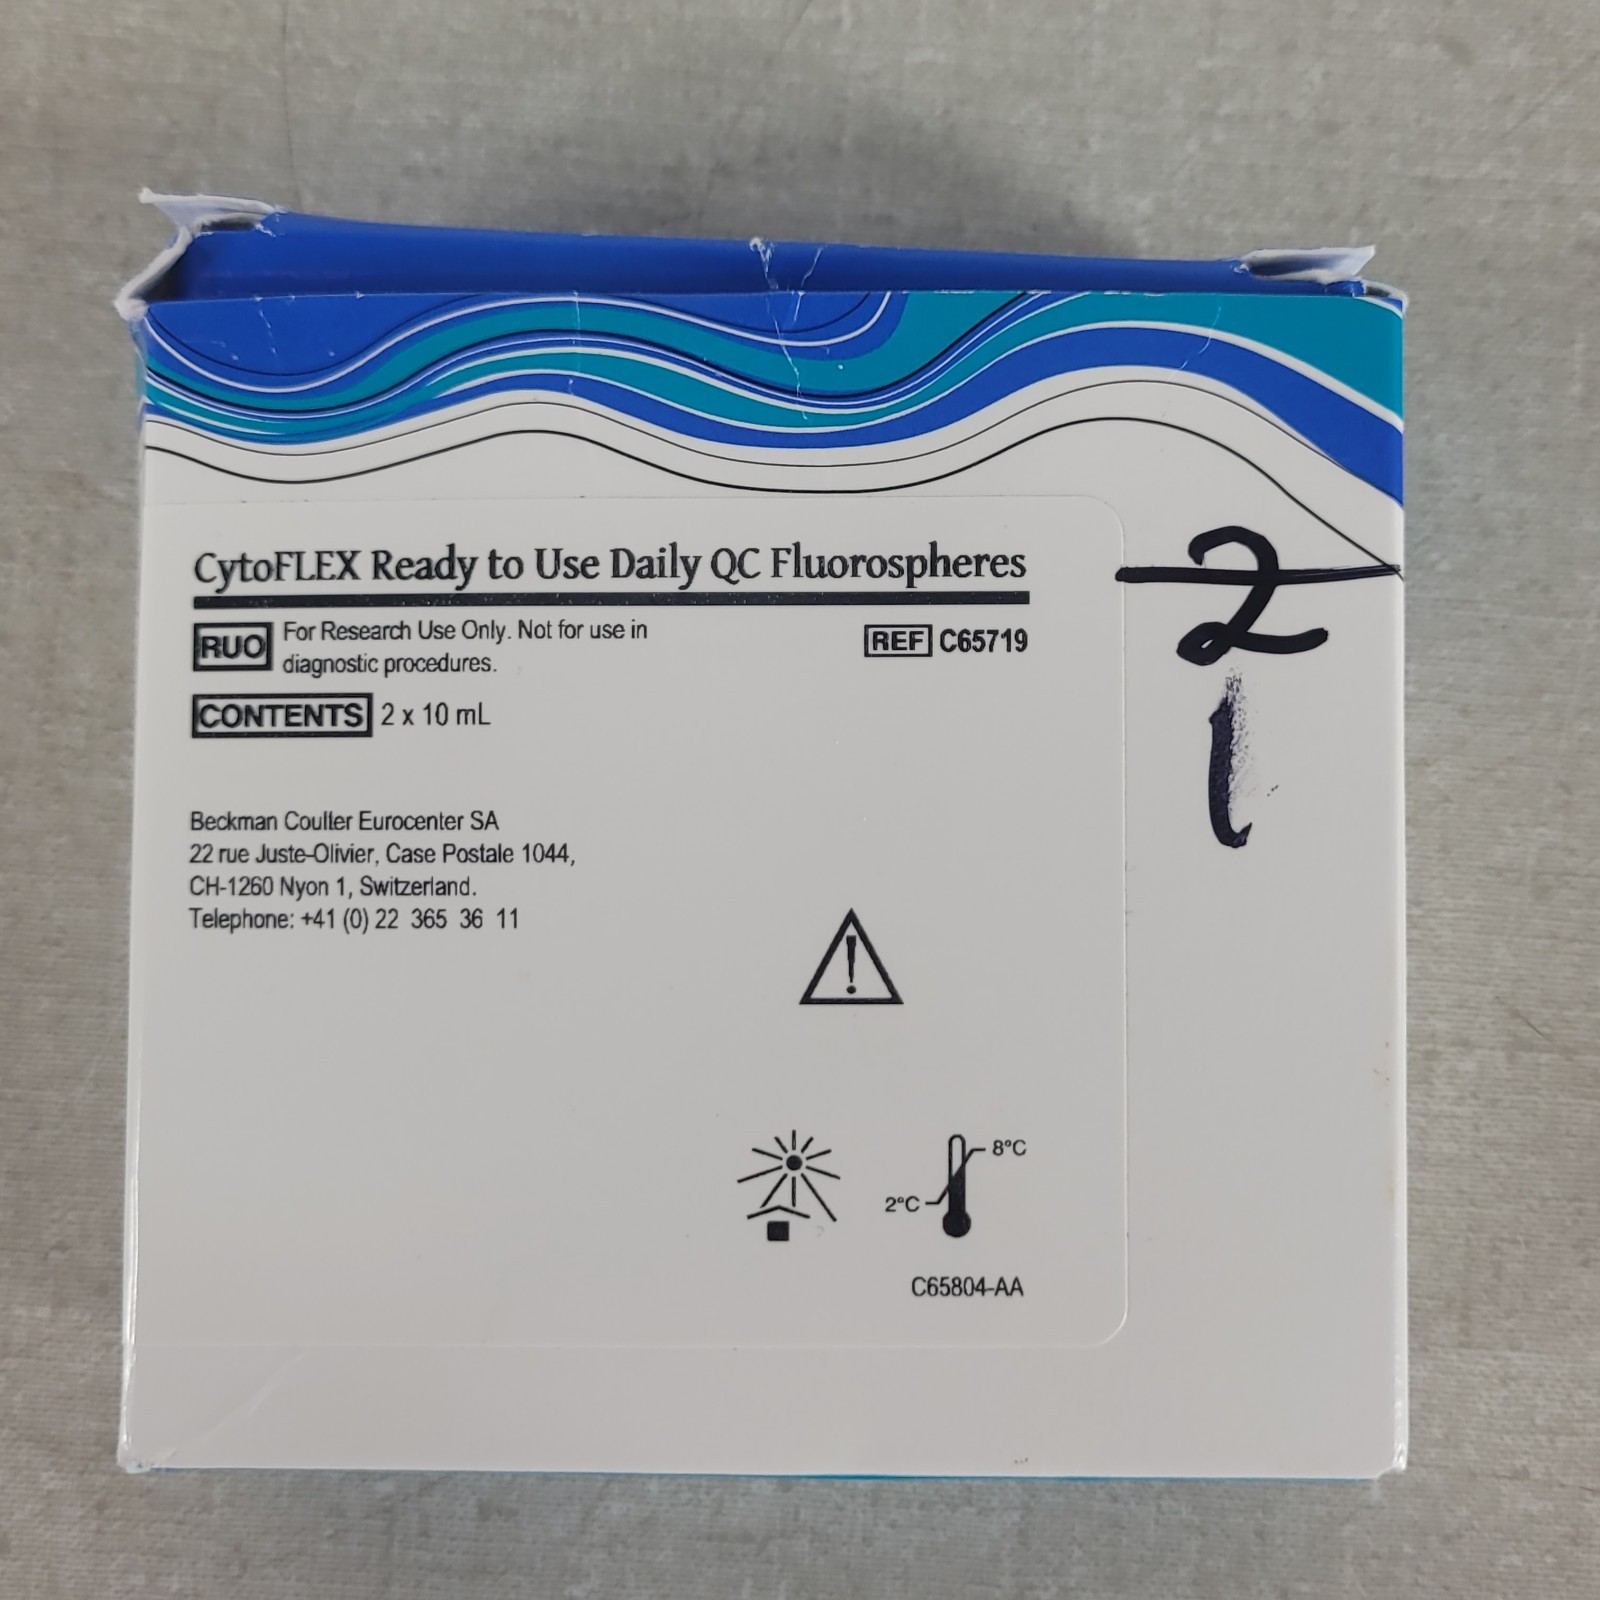 CytoFLEX Ready to Use Daily QC Fluorospheres
RUO For Research Use Only. Not for use in
diagnostic procedures.
REF C65719
CONTENTS 2 x 10 mL
2
1
Beckman Coulter Eurocenter SA
22 rue Juste-Olivier, Case Postale 1044,
CH-1260 Nyon 1, Switzerland.
Telephone: +41 (0) 22 365 36 11
8°C
2°C
C65804-AA